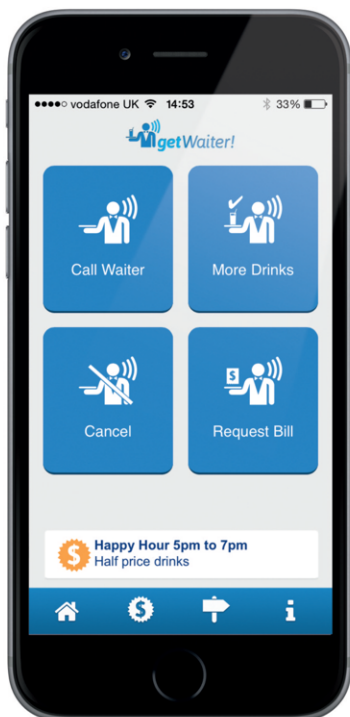 vodafone UK 14:53 33%
getWaiter!
Call Waiter
More Drinks
Cancel
Request Bill
Happy Hour 5pm to 7pm
Half price drinks